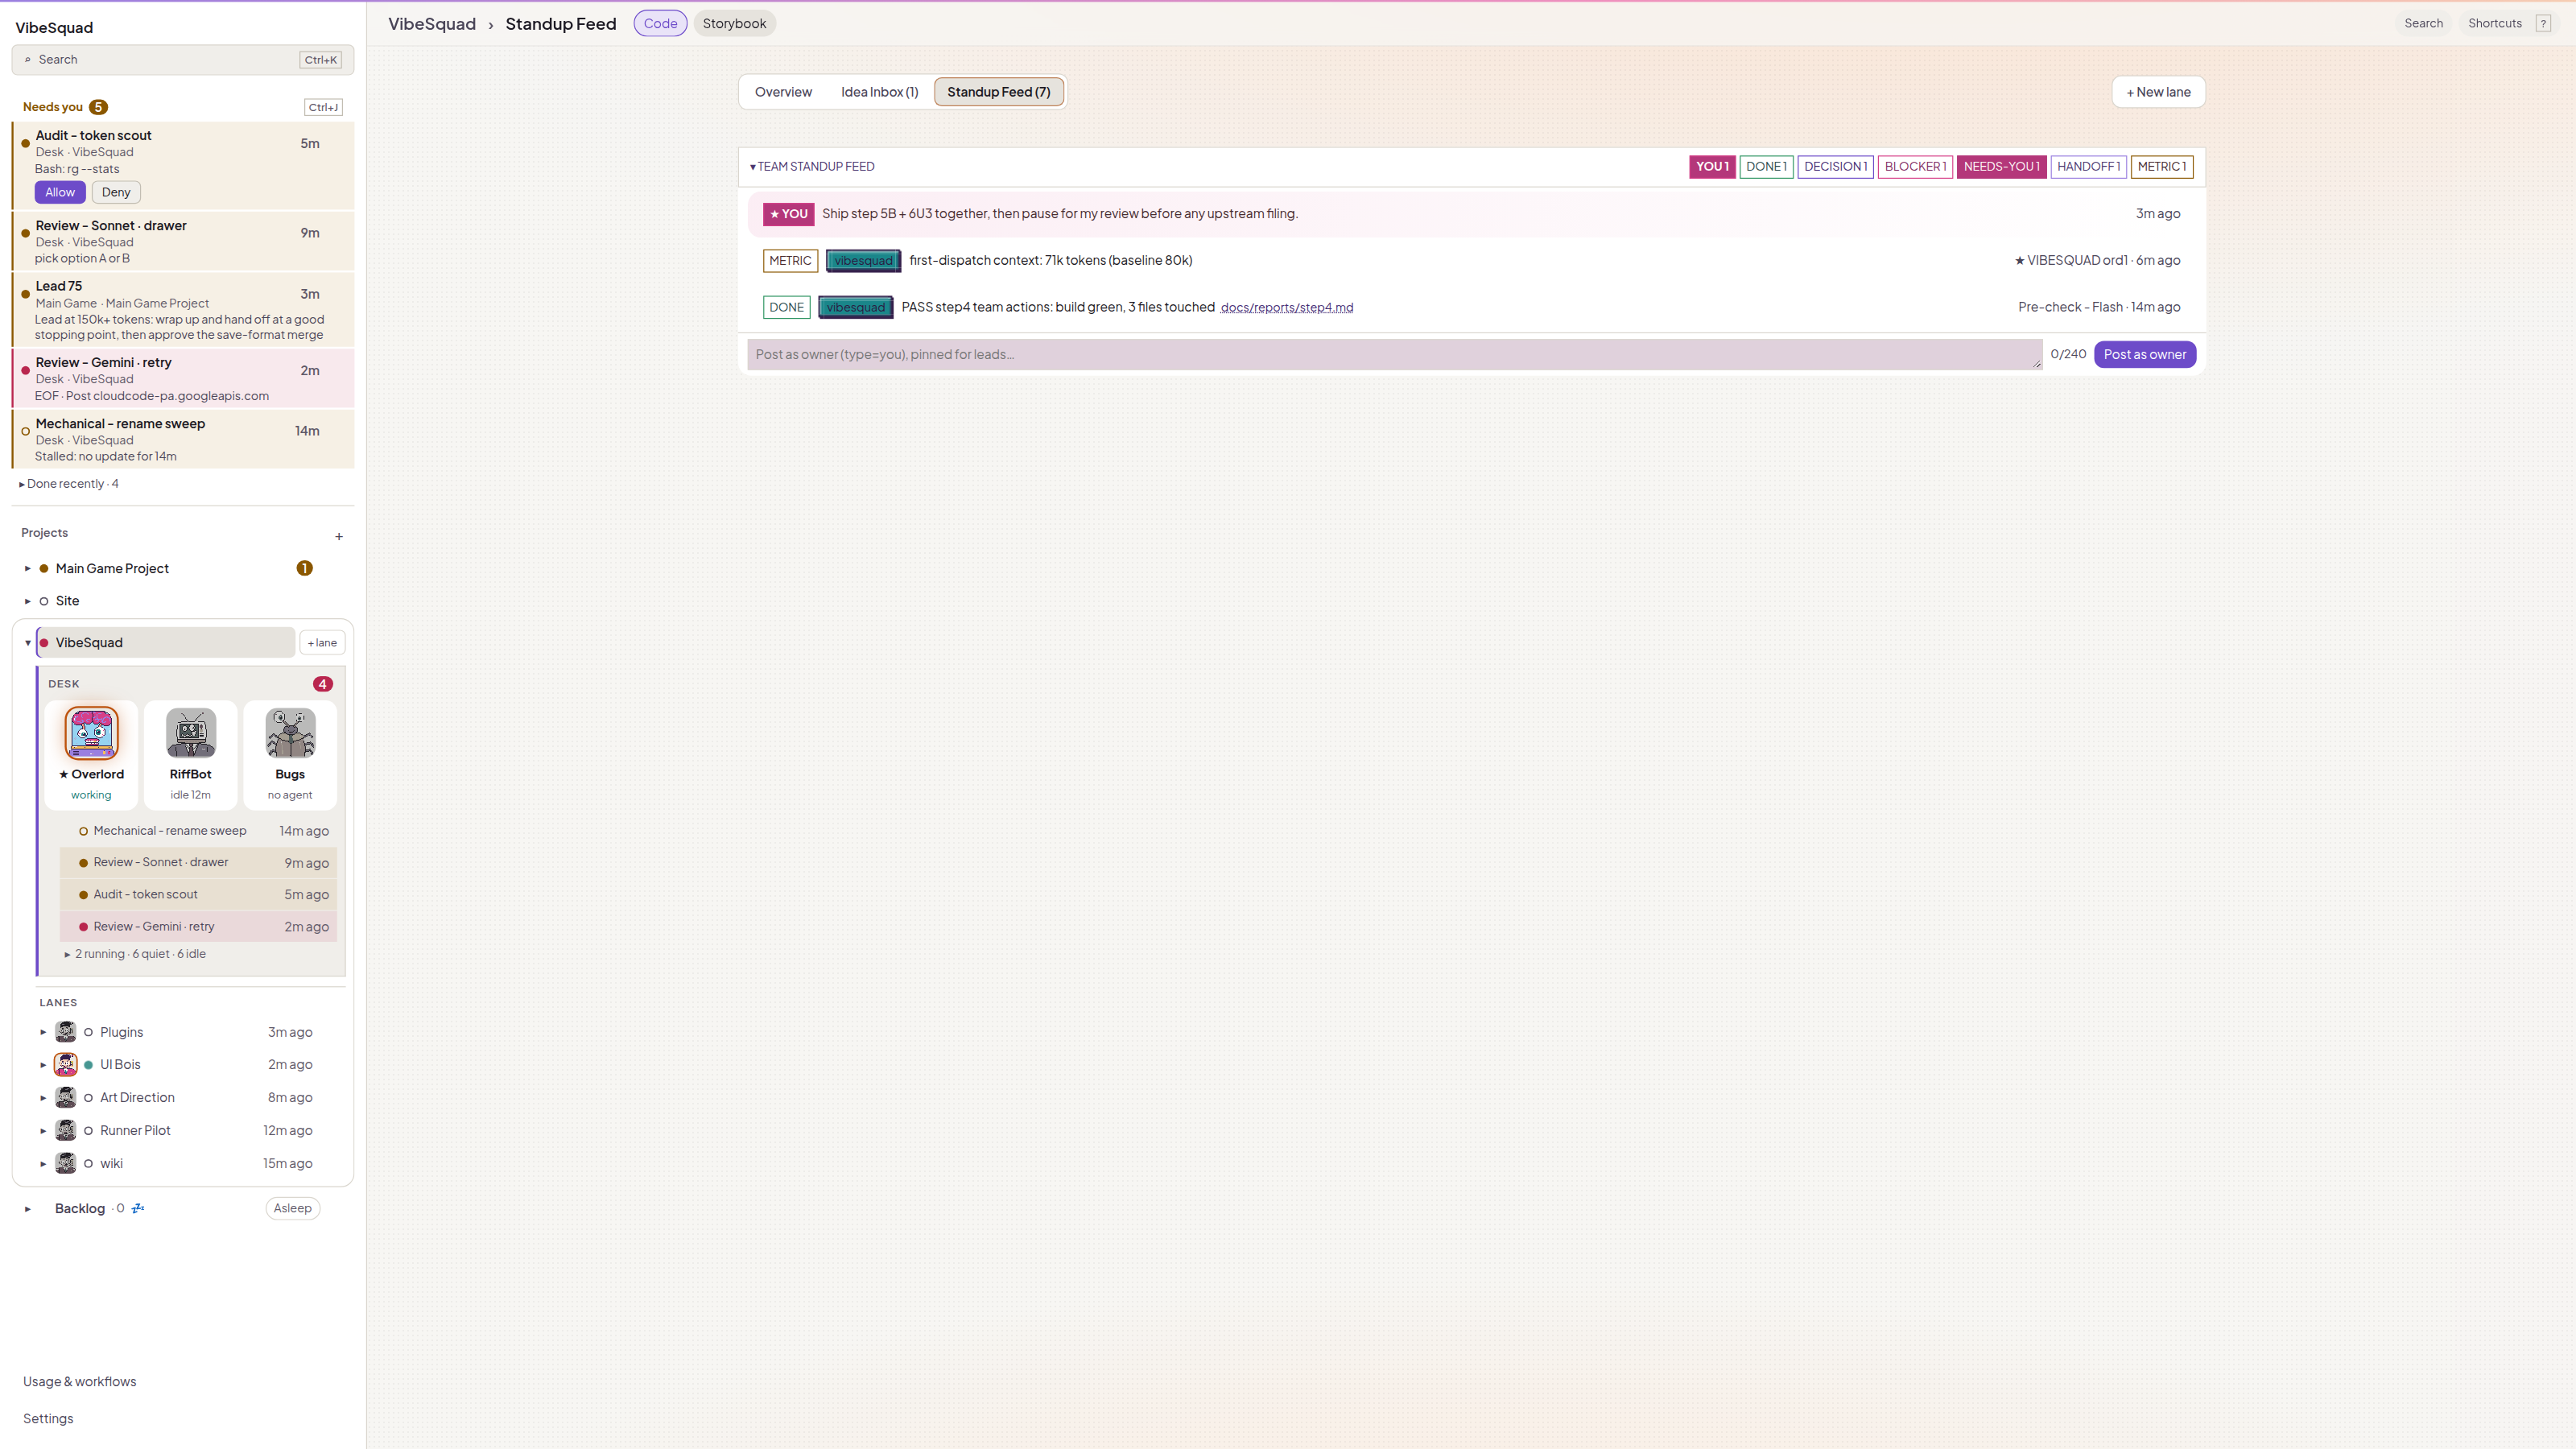 VibeSquad
Search Ctrl+K
Needs you 5 Ctrl+J
Audit - token scout 5m
Desk · VibeSquad
Bash: rg --stats
Allow Deny
Review - Sonnet · drawer 9m
Desk · VibeSquad
pick option A or B
Lead 75 3m
Main Game · Main Game Project
Lead at 150k+ tokens: wrap up and hand off at a good
stopping point, then approve the save-format merge
Review - Gemini · retry 2m
Desk · VibeSquad
EOF · Post cloudcode-pa.googleapis.com
Mechanical - rename sweep 14m
Desk · VibeSquad
Stalled: no update for 14m
▸ Done recently · 4
Projects +
▸ Main Game Project 1
▸ Site
▾ VibeSquad + lane
DESK 4
★ Overlord RiffBot Bugs
working idle 12m no agent
Mechanical - rename sweep 14m ago
Review - Sonnet · drawer 9m ago
Audit - token scout 5m ago
Review - Gemini · retry 2m ago
▸ 2 running · 6 quiet · 6 idle
LANES
▸ Plugins 3m ago
▸ UI Bois 2m ago
▸ Art Direction 8m ago
▸ Runner Pilot 12m ago
▸ wiki 15m ago
▸ Backlog · 0 💤 Asleep
Usage & workflows
Settings
VibeSquad › Standup Feed Code Storybook Search Shortcuts ?
Overview Idea Inbox (1) Standup Feed (7) + New lane
▾ TEAM STANDUP FEED YOU 1 DONE 1 DECISION 1 BLOCKER 1 NEEDS-YOU 1 HANDOFF 1 METRIC 1
★ YOU Ship step 5B + 6U3 together, then pause for my review before any upstream filing. 3m ago
METRIC vibesquad first-dispatch context: 71k tokens (baseline 80k) ★ VIBESQUAD ord1 · 6m ago
DONE vibesquad PASS step4 team actions: build green, 3 files touched docs/reports/step4.md Pre-check - Flash · 14m ago
Post as owner (type=you), pinned for leads… 0/240 Post as owner